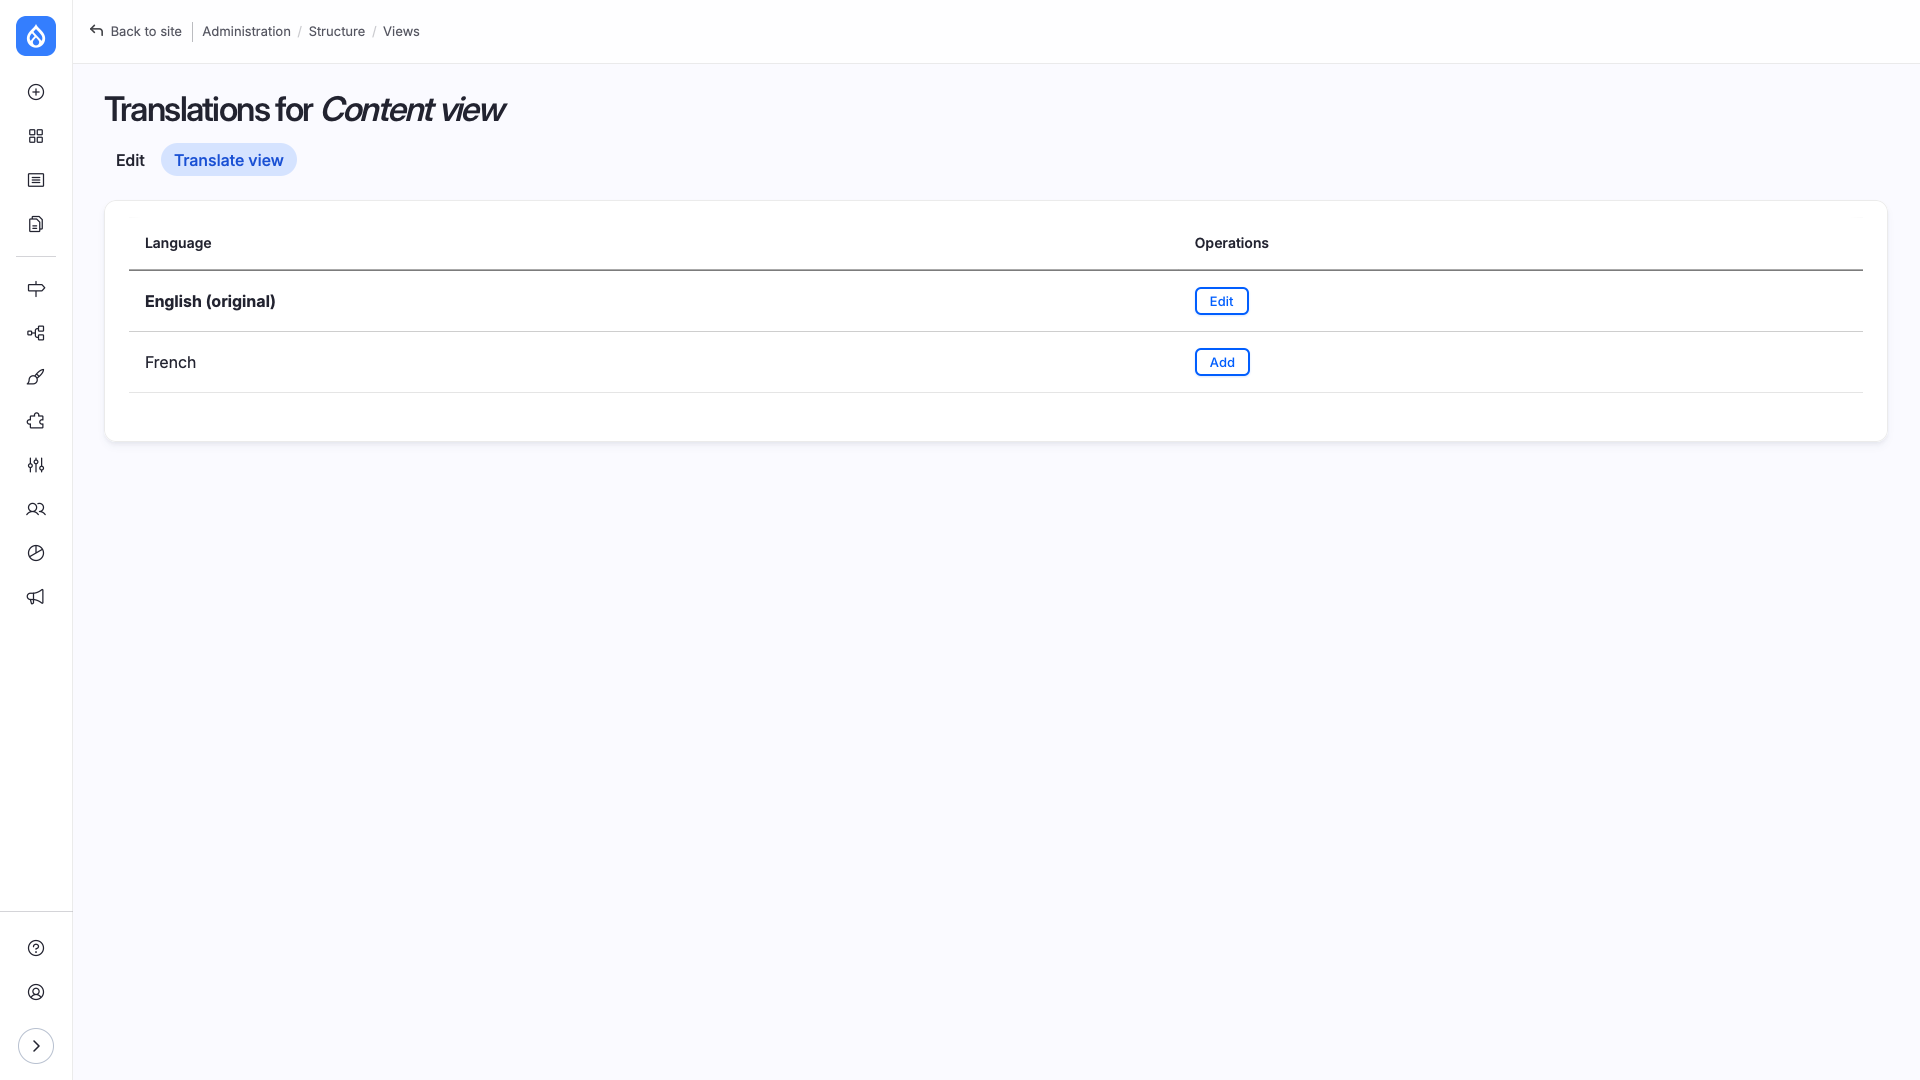 Back to site
Administration / Structure / Views
Translations for Content view
Edit
Translate view
Language
Operations
English (original)
Edit
French
Add